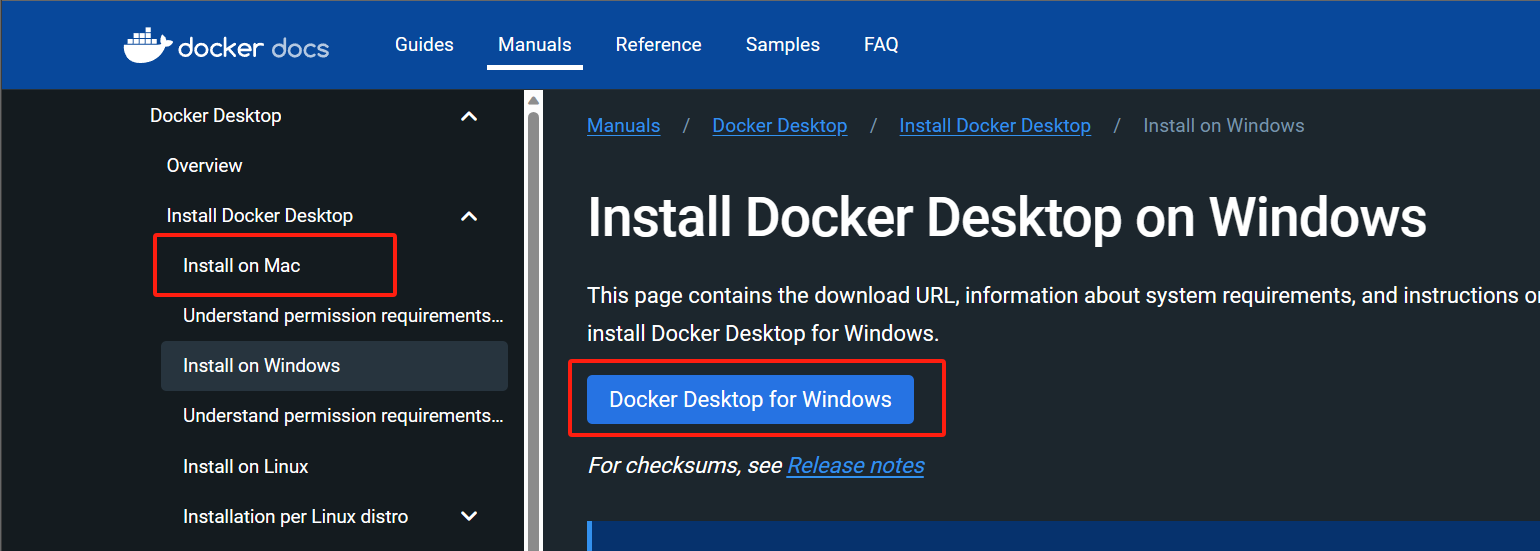 docker docs
Guides
Manuals
Reference
Samples
FAQ
Docker Desktop
Overview
Install Docker Desktop
Install on Mac
Understand permission requirements...
Install on Windows
Understand permission requirements...
Install on Linux
Installation per Linux distro
Manuals / Docker Desktop / Install Docker Desktop / Install on Windows
Install Docker Desktop on Windows
This page contains the download URL, information about system requirements, and instructions
install Docker Desktop for Windows.
Docker Desktop for Windows
For checksums, see Release notes